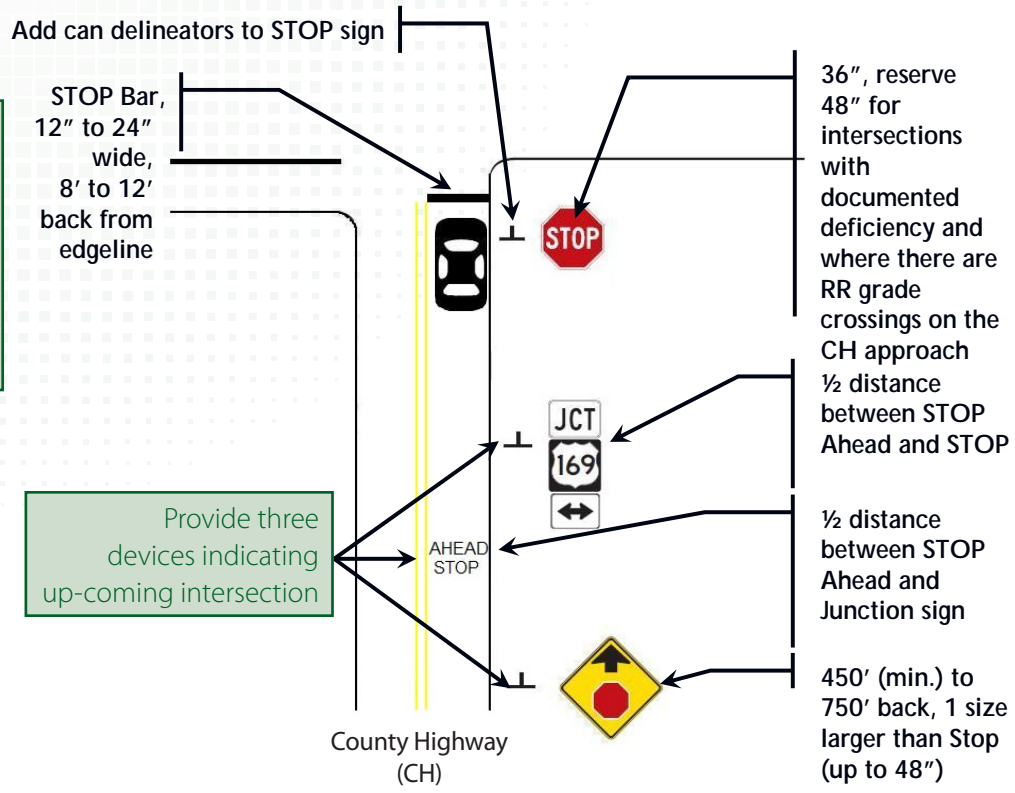 Add can delineators to STOP sign
STOP Bar,
12” to 24”
wide,
8’ to 12’
back from
edgeline
36”, reserve
48” for
intersections
with
documented
deficiency and
where there are
RR grade
crossings on the
CH approach
STOP
½ distance
between STOP
Ahead and STOP
JCT
169
Provide three
devices indicating
up-coming intersection
AHEAD
STOP
½ distance
between STOP
Ahead and
Junction sign
450’ (min.) to
750’ back, 1 size
larger than Stop
(up to 48”)
County Highway
(CH)